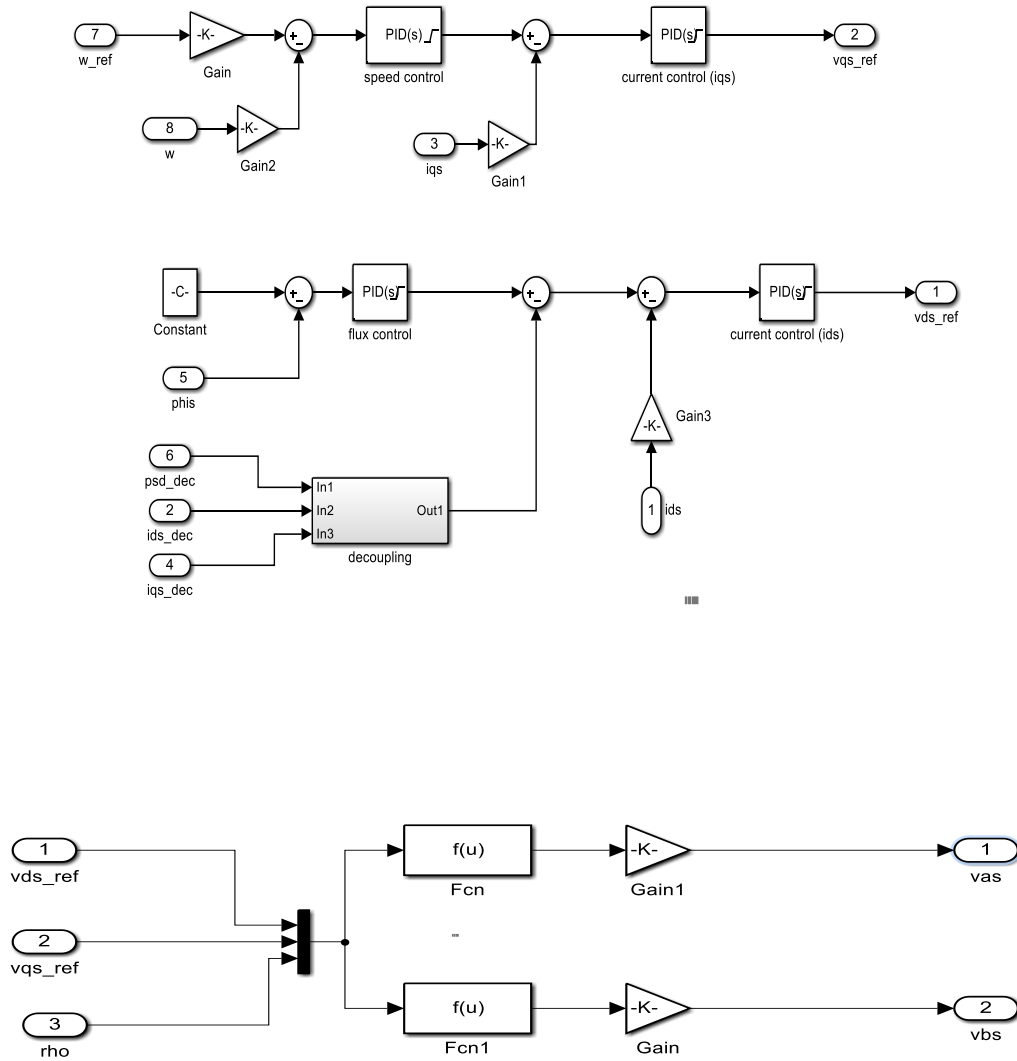 7
w_ref
-K-
Gain
+
-
PID(s)
speed control
+
-
PID(s)
current control (iqs)
2
vqs_ref
8
w
-K-
Gain2
3
iqs
-K-
Gain1
-C-
Constant
+
-
PID(s)
flux control
+
-
+
-
PID(s)
current control (ids)
1
vds_ref
5
phis
-K-
Gain3
6
psd_dec
2
ids_dec
4
iqs_dec
In1
In2
In3
Out1
decoupling
1
ids
1
vds_ref
2
vqs_ref
3
rho
f(u)
Fcn
-K-
Gain1
1
vas
f(u)
Fcn1
-K-
Gain
2
vbs